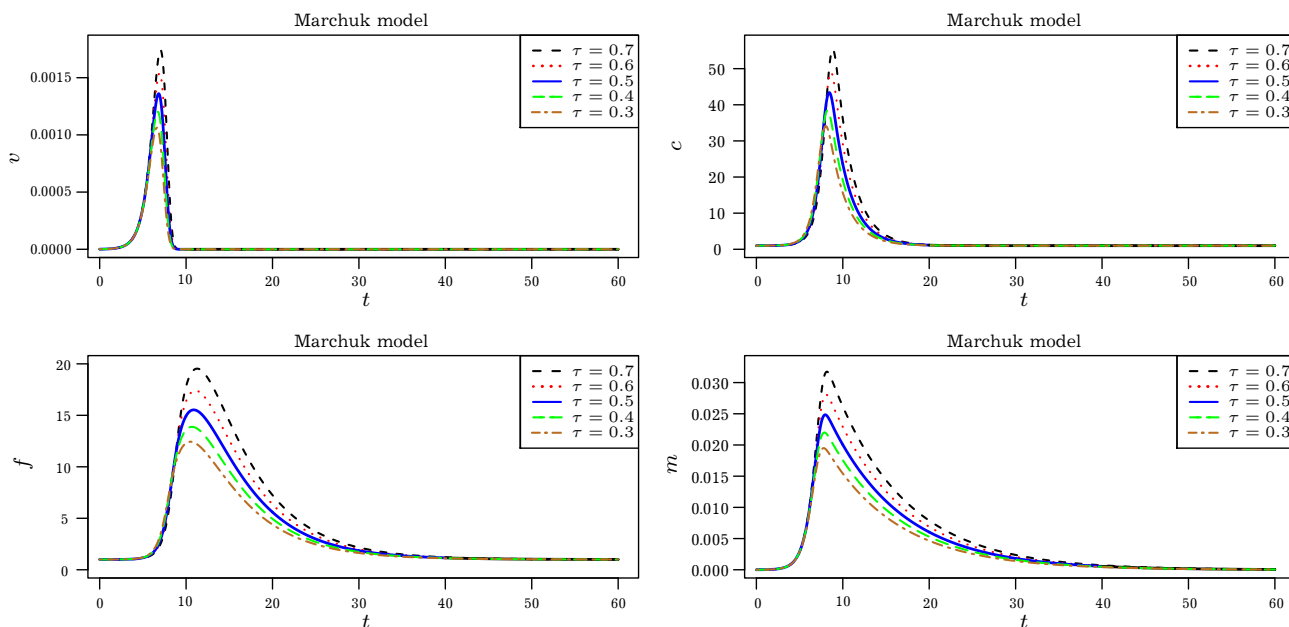 Marchuk model
v
0.0015
0.0010
0.0005
0.0000
0 10 20 30 40 50 60
t
τ = 0.7
τ = 0.6
τ = 0.5
τ = 0.4
τ = 0.3
Marchuk model
c
50
40
30
20
10
0
0 10 20 30 40 50 60
t
τ = 0.7
τ = 0.6
τ = 0.5
τ = 0.4
τ = 0.3
Marchuk model
f
20
15
10
5
0
0 10 20 30 40 50 60
t
τ = 0.7
τ = 0.6
τ = 0.5
τ = 0.4
τ = 0.3
Marchuk model
m
0.030
0.025
0.020
0.015
0.010
0.005
0.000
0 10 20 30 40 50 60
t
τ = 0.7
τ = 0.6
τ = 0.5
τ = 0.4
τ = 0.3